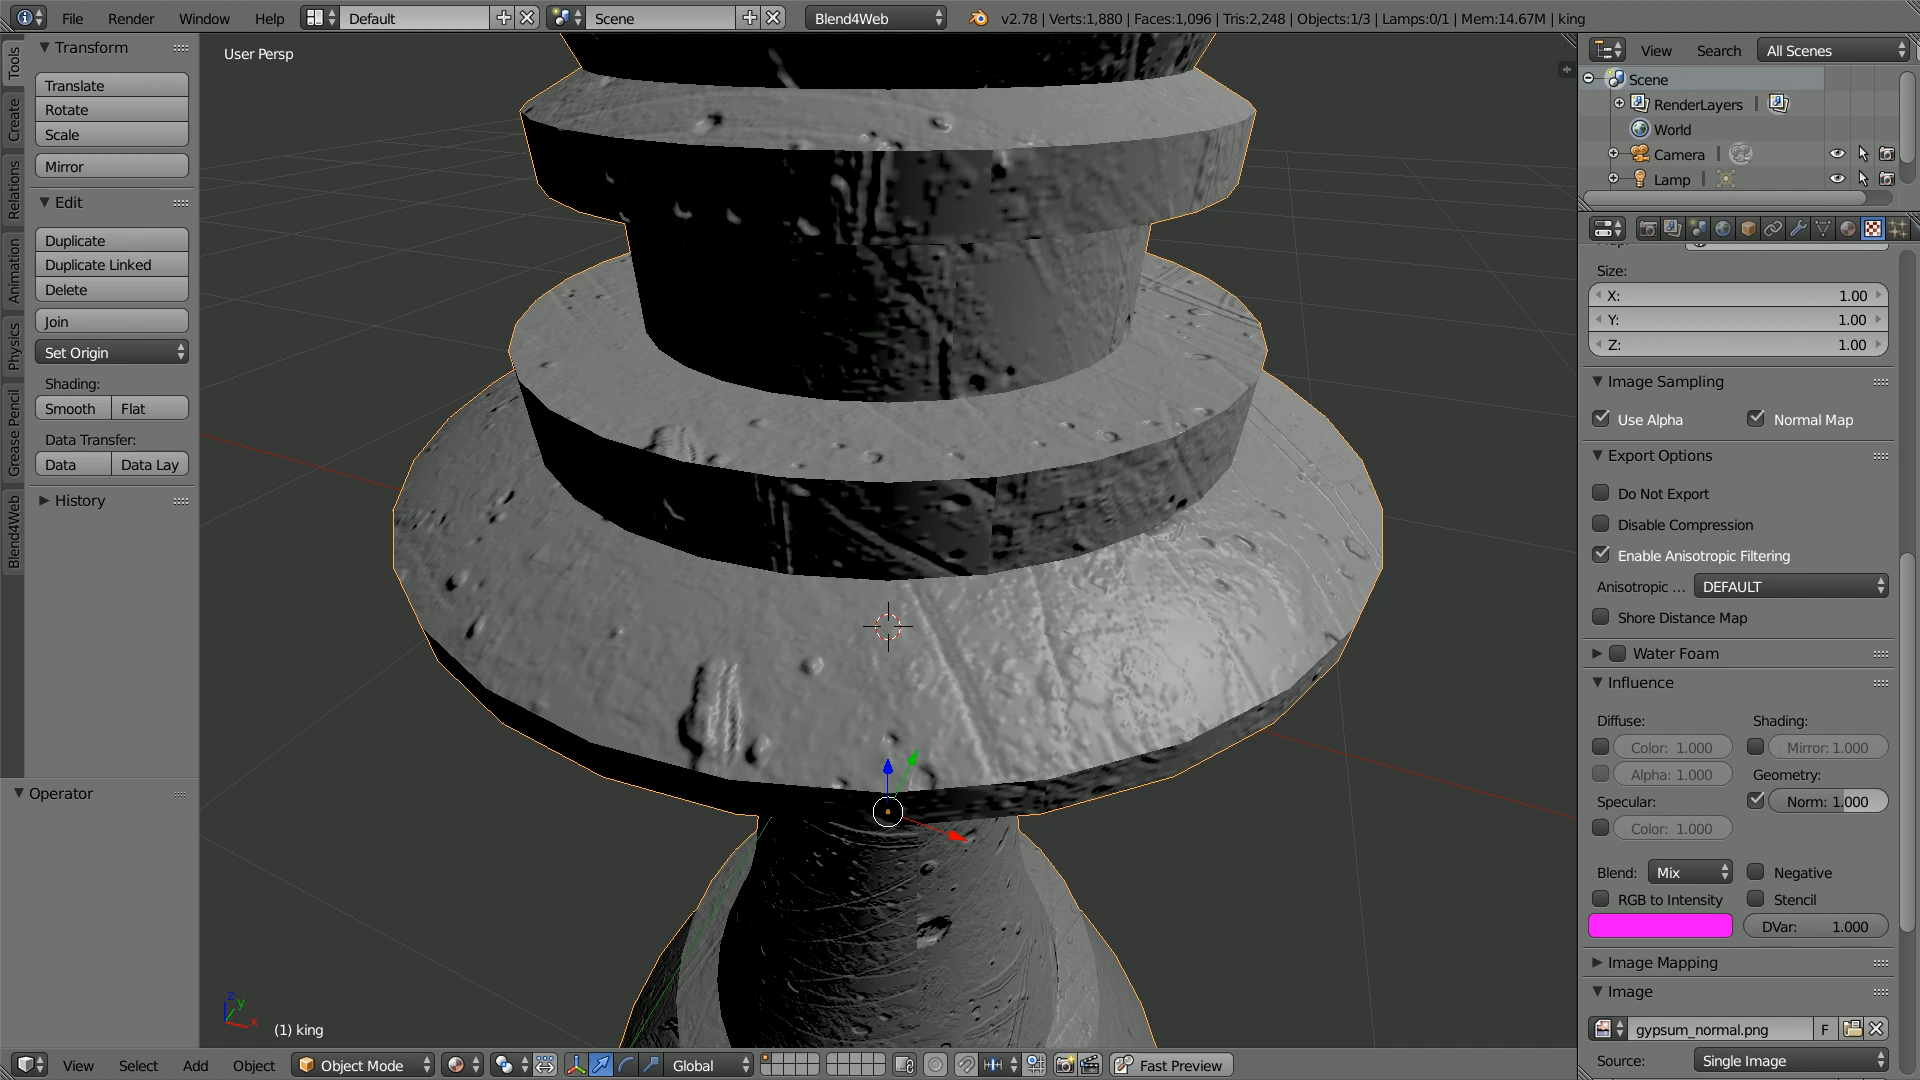 File Render Window Help Default Scene Blend4Web v2.78 | Verts:1,880 | Faces:1,096 | Tris:2,248 | Objects:1/3 | Lamps:0/1 | Mem:14.67M | king
Tools
Create
Relations
Animation
Physics
Grease Pencil
Blend4Web
Transform
Translate
Rotate
Scale
Mirror
Edit
Duplicate
Duplicate Linked
Delete
Join
Set Origin
Shading:
Smooth Flat
Data Transfer:
Data Data Lay
History
Operator
User Persp
z
y
x
(1) king
View Select Add Object Object Mode Global Fast Preview
View Search All Scenes
Scene
RenderLayers |
World
Camera |
Lamp |
Size:
X: 1.00
Y: 1.00
Z: 1.00
Image Sampling
Use Alpha Normal Map
Export Options
Do Not Export
Disable Compression
Enable Anisotropic Filtering
Anisotropic ... DEFAULT
Shore Distance Map
Water Foam
Influence
Diffuse: Shading:
Color: 1.000 Mirror: 1.000
Alpha: 1.000 Geometry:
Specular: Norm: 1.000
Color: 1.000
Blend: Mix Negative
RGB to Intensity Stencil
DVar: 1.000
Image Mapping
Image
gypsum_normal.png F
Source: Single Image